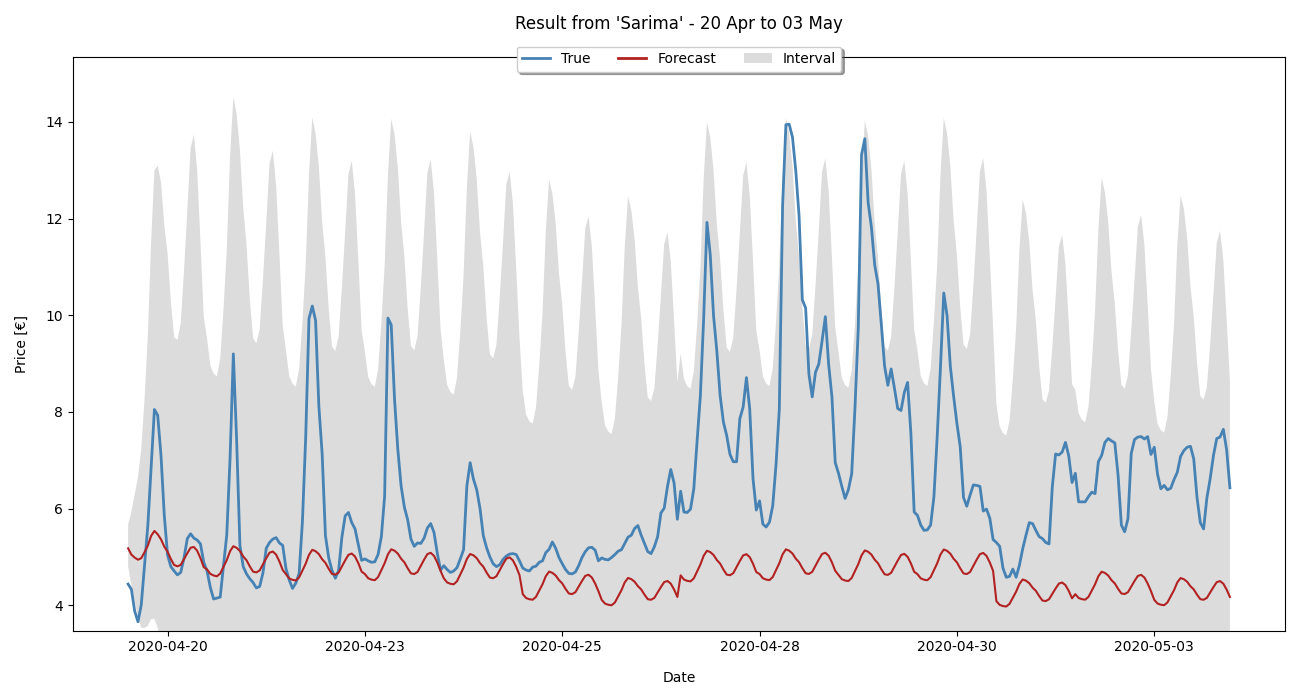 Result from 'Sarima' - 20 Apr to 03 May
True Forecast Interval
Price [€]
14
12
10
8
6
4
2020-04-20 2020-04-23 2020-04-25 2020-04-28 2020-04-30 2020-05-03
Date